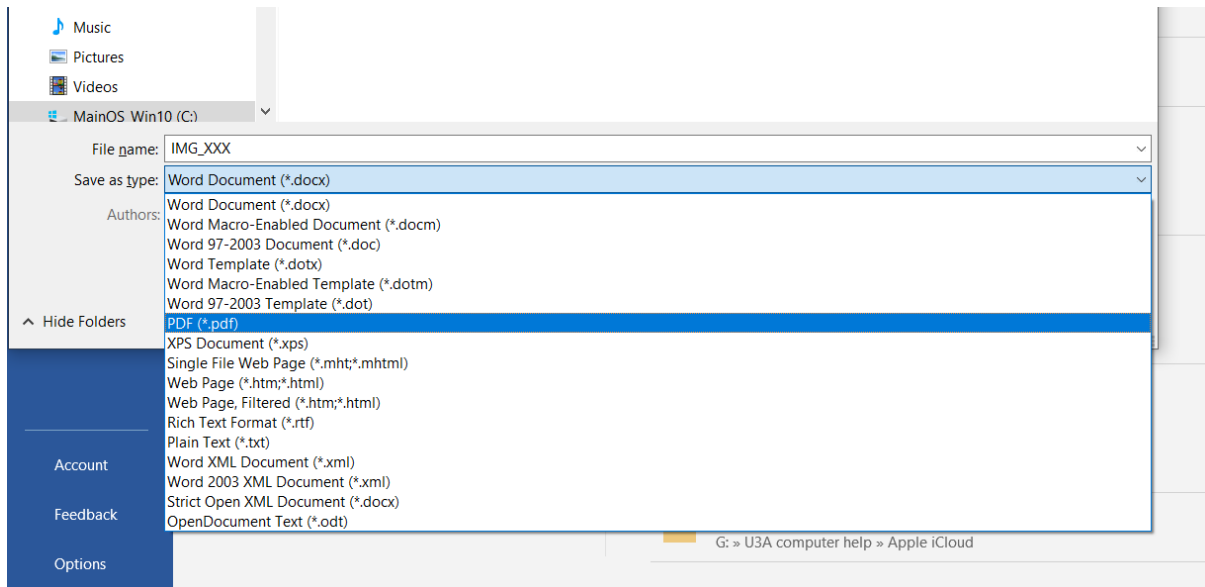 Music
Pictures
Videos
MainOS Win10 (C:)
File name: IMG_XXX
Save as type: Word Document (*.docx)
Authors:
Word Document (*.docx)
Word Macro-Enabled Document (*.docm)
Word 97-2003 Document (*.doc)
Word Template (*.dotx)
Word Macro-Enabled Template (*.dotm)
Word 97-2003 Template (*.dot)
Hide Folders
PDF (*.pdf)
XPS Document (*.xps)
Single File Web Page (*.mht;*.mhtml)
Web Page (*.htm;*.html)
Web Page, Filtered (*.htm;*.html)
Rich Text Format (*.rtf)
Plain Text (*.txt)
Word XML Document (*.xml)
Word 2003 XML Document (*.xml)
Strict Open XML Document (*.docx)
OpenDocument Text (*.odt)
Account
Feedback
Options
G: » U3A computer help » Apple iCloud